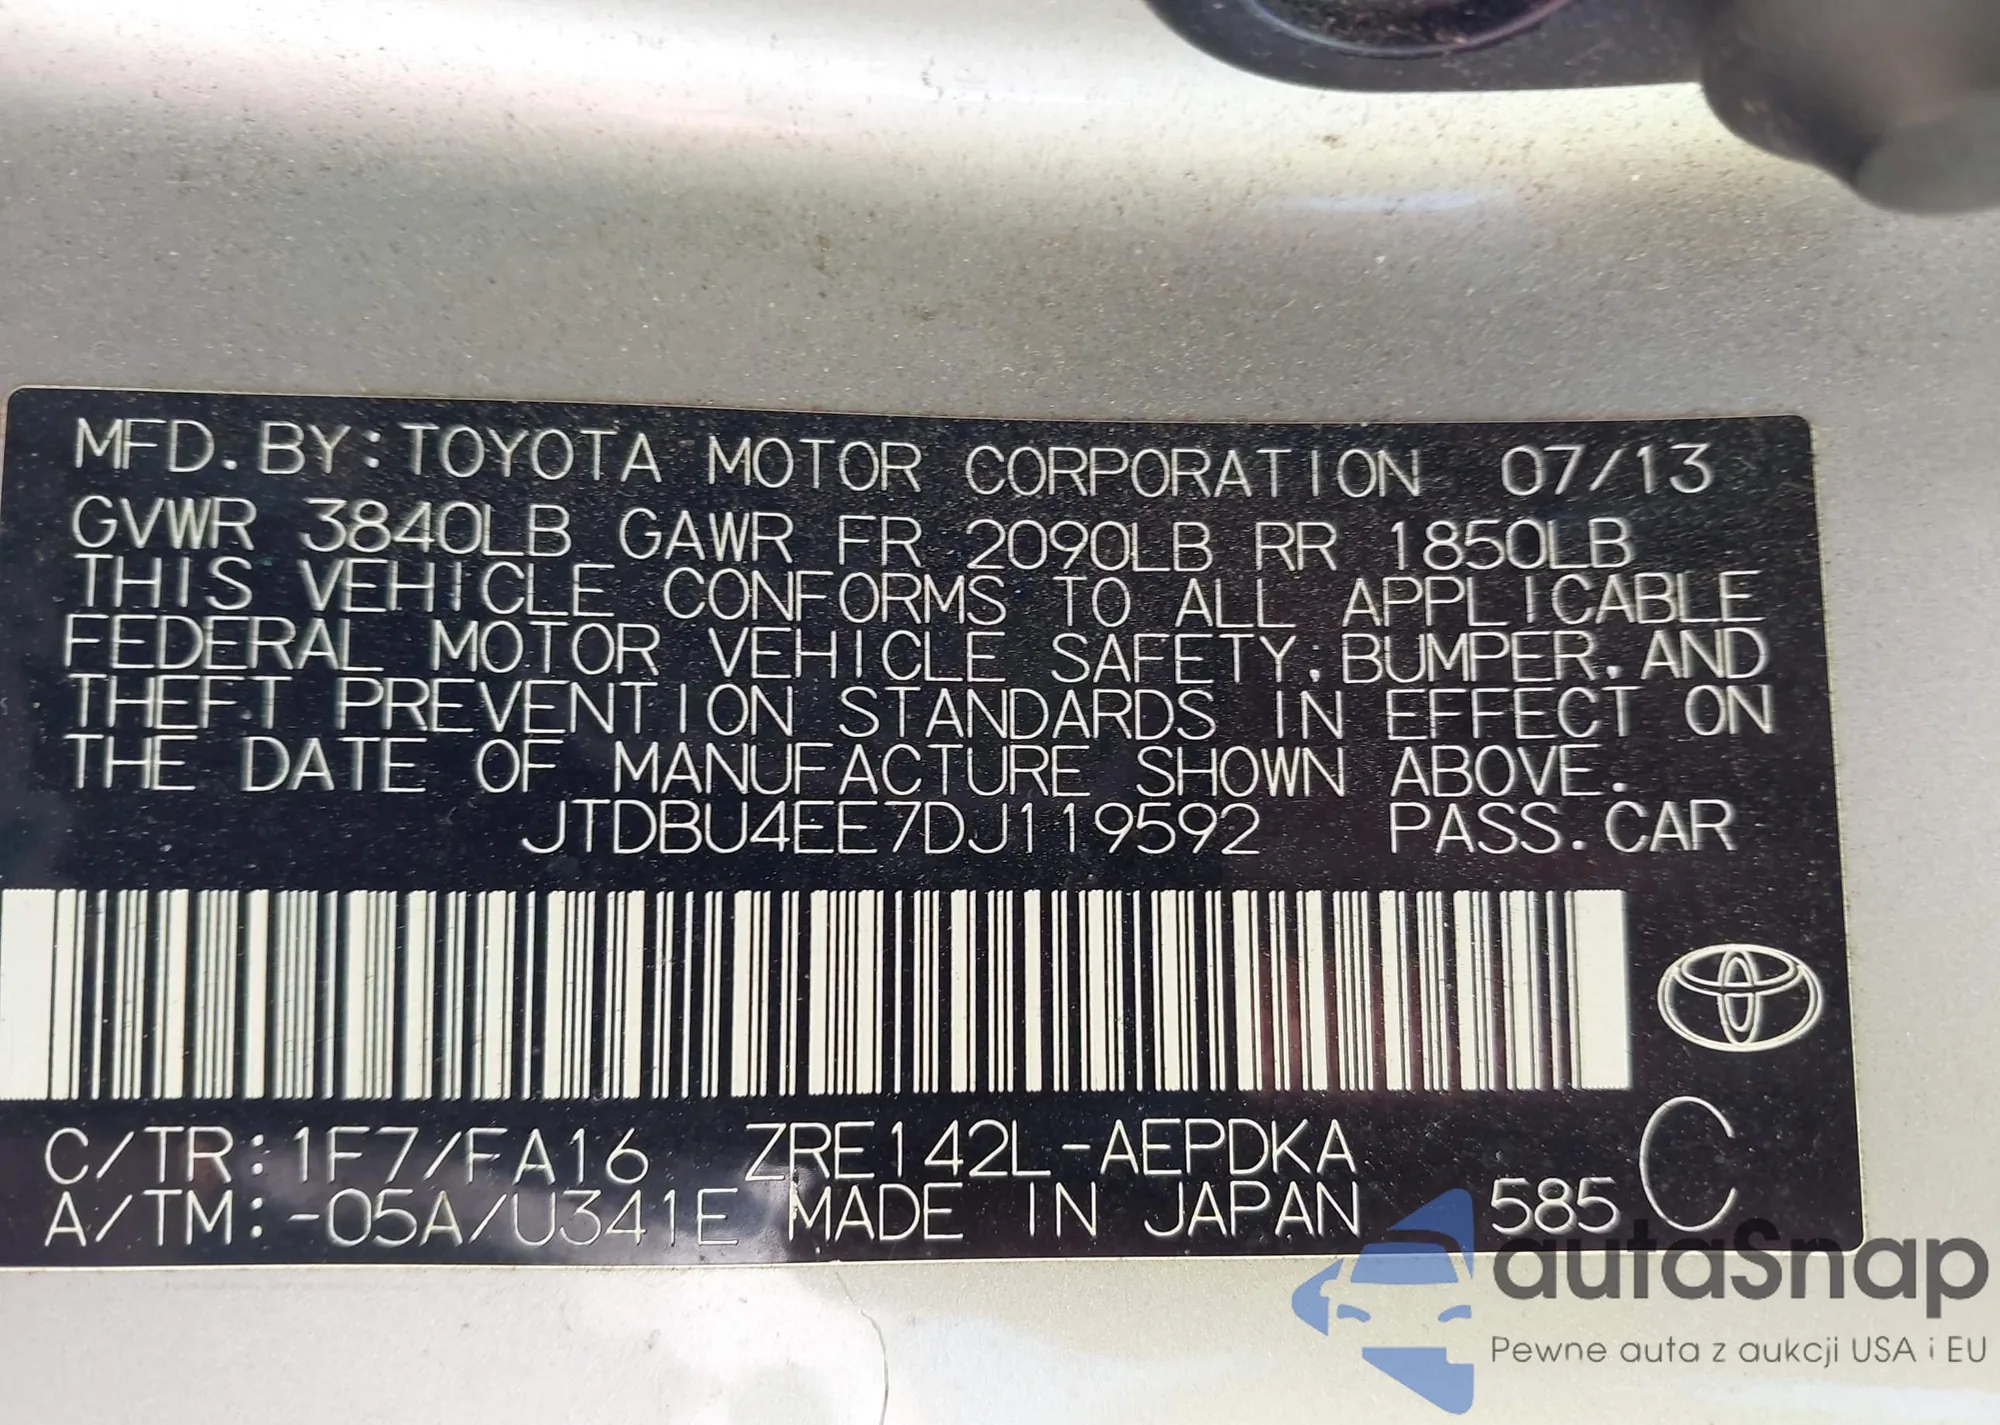 MFD.BY:TOYOTA MOTOR CORPORATION 07/13
GVWR 3840LB GAWR FR 2090LB RR 1850LB
THIS VEHICLE CONFORMS TO ALL APPLICABLE
FEDERAL MOTOR VEHICLE SAFETY,BUMPER,AND
THEFT PREVENTION STANDARDS IN EFFECT ON
THE DATE OF MANUFACTURE SHOWN ABOVE.
JTDBU4EE7DJ119592 PASS.CAR
C/TR:1F7/FA16 ZRE142L-AEPDKA
A/TM:-05A/U341E MADE IN JAPAN 585 C
autaSnap
Pewne auta z aukcji USA i EU